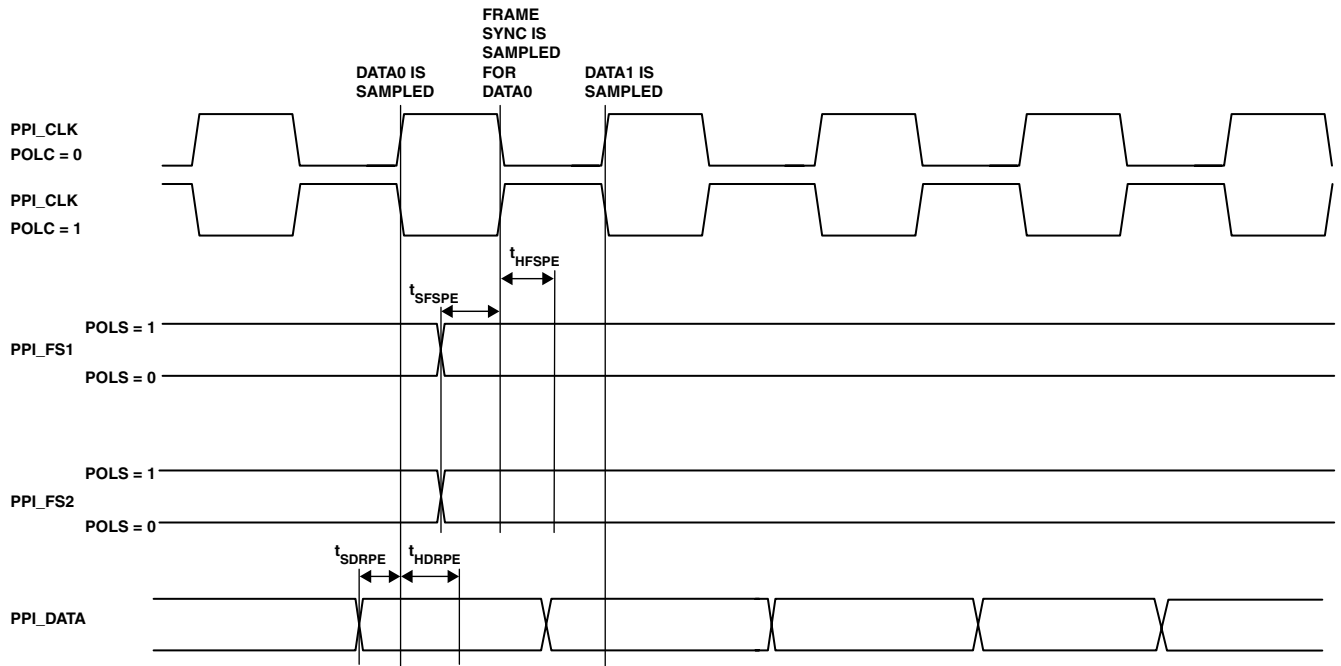 FRAME
SYNC IS
SAMPLED
FOR
DATA0
DATA0 IS
SAMPLED
DATA1 IS
SAMPLED
PPI_CLK
POLC = 0
PPI_CLK
POLC = 1
tHFSPE
tSFSPE
POLS = 1
PPI_FS1
POLS = 0
POLS = 1
PPI_FS2
POLS = 0
tSDRPE
tHDRPE
PPI_DATA